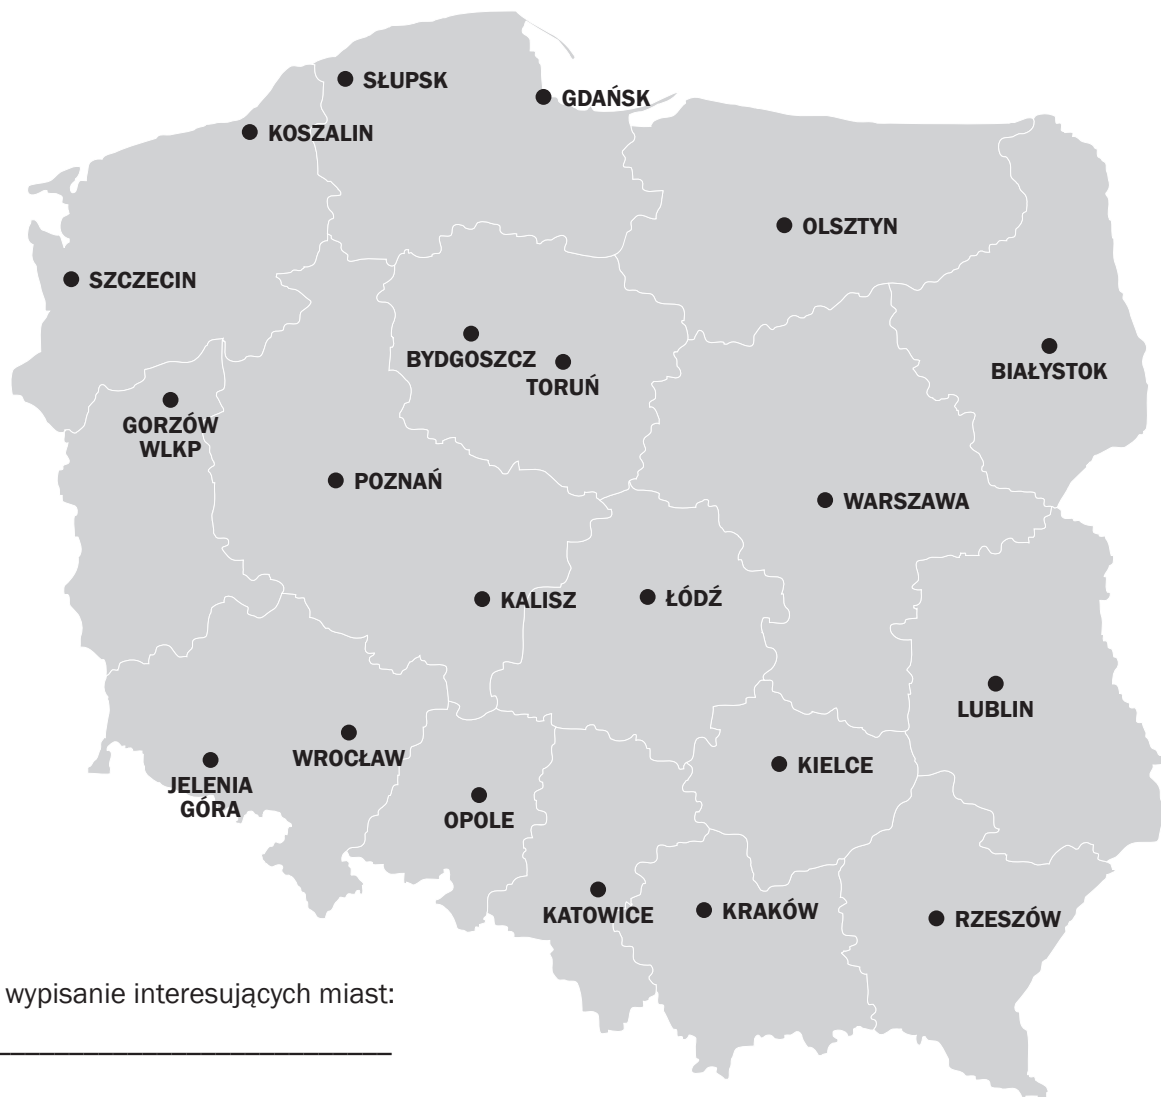 SŁUPSK
GDAŃSK
KOSZALIN
OLSZTYN
SZCZECIN
BYDGOSZCZ
TORUŃ
BIAŁYSTOK
GORZÓW
WLKP
POZNAŃ
WARSZAWA
KALISZ
ŁÓDŹ
LUBLIN
WROCŁAW
JELENIA
GÓRA
KIELCE
OPOLE
KATOWICE
KRAKÓW
RZESZÓW
wypisanie interesujących miast: